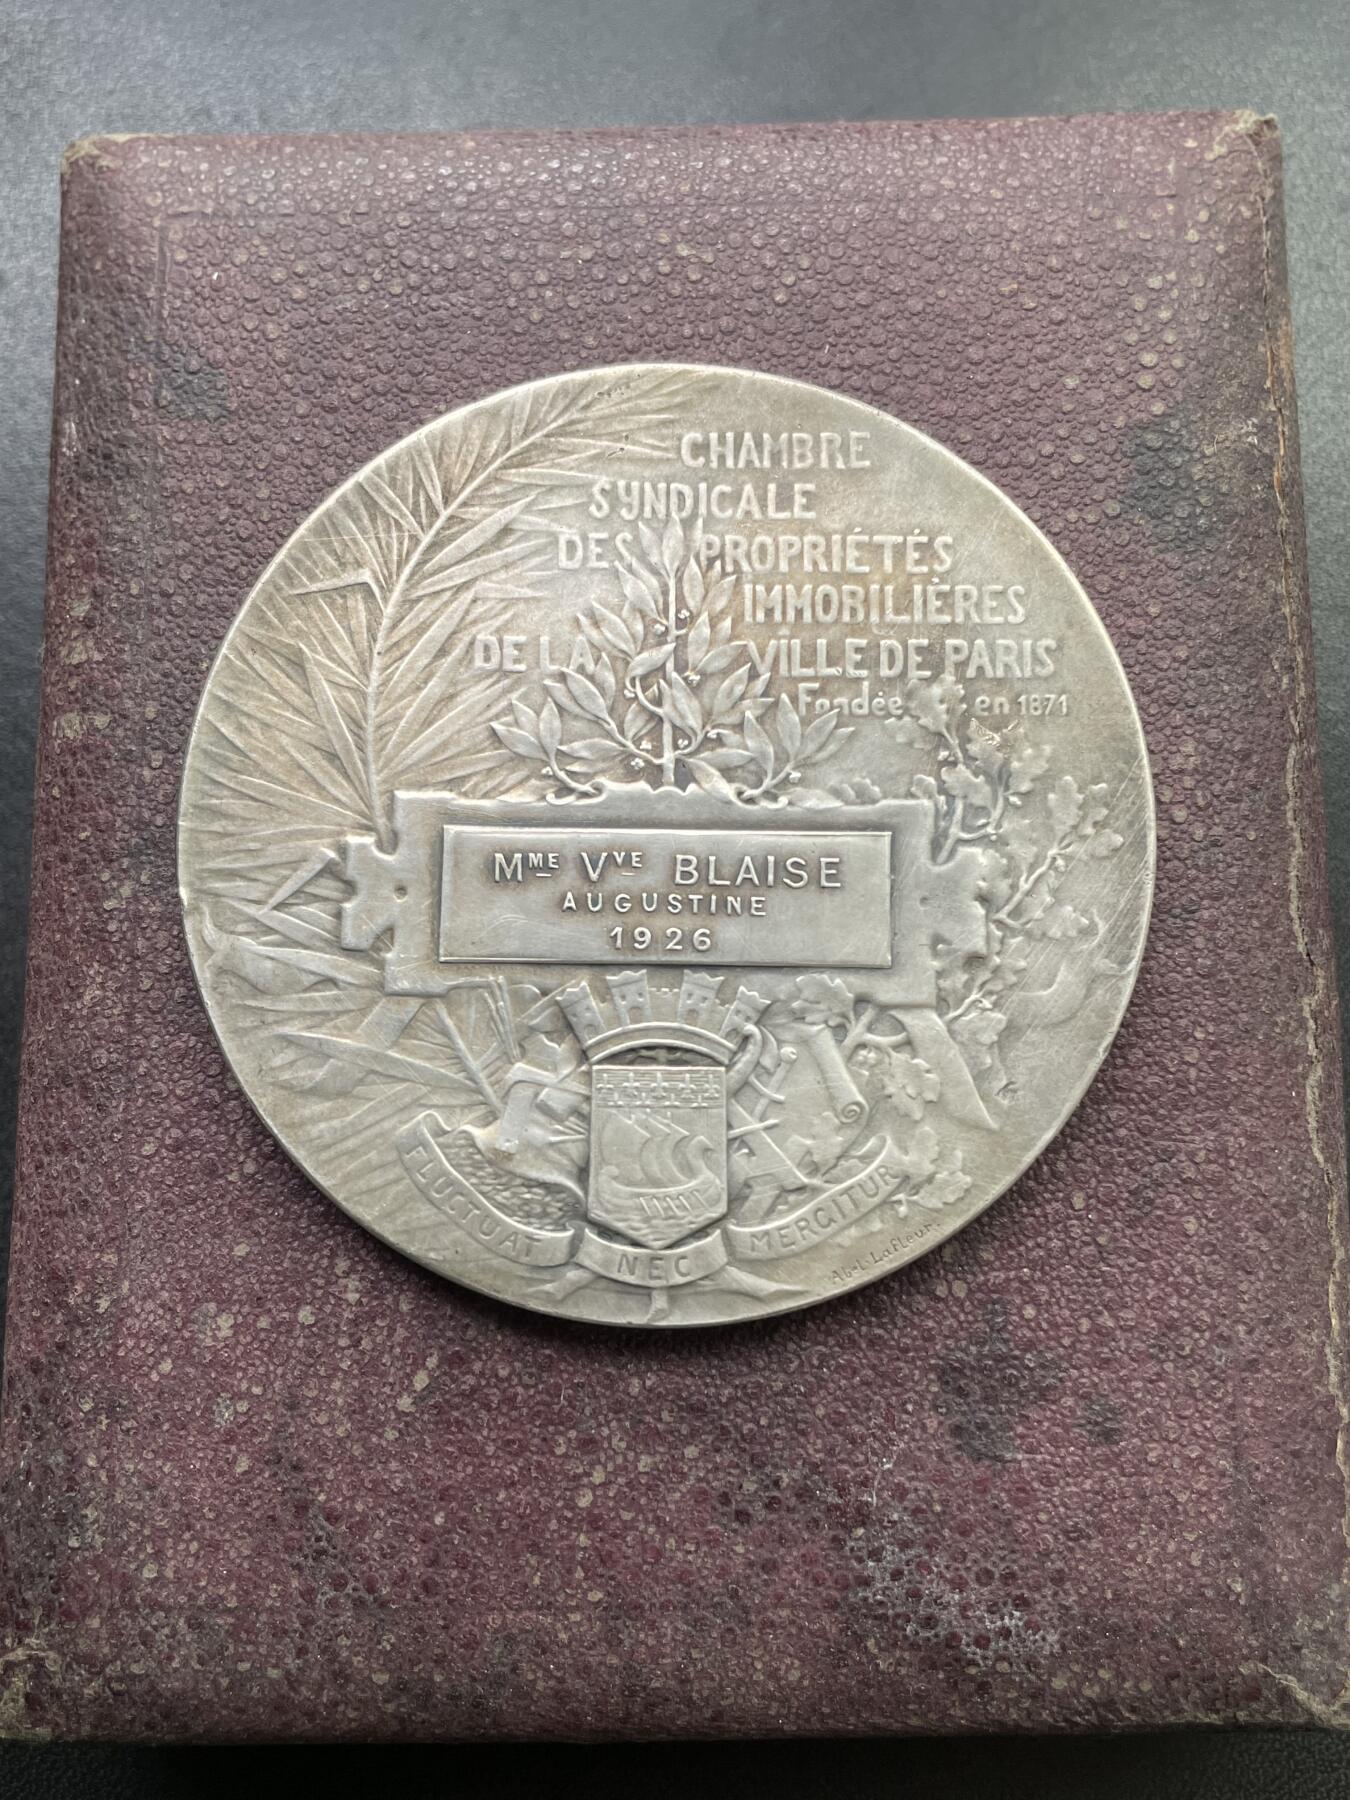 CHAMBRE
SYNDICALE
DES PROPRIÉTÉS
IMMOBILIÈRES
DE LA VILLE DE PARIS
Fondée en 1871
Mme Vve BLAISE
AUGUSTINE
1926
FLUCTUAT NEC MERGITUR
Abel Lafleur.